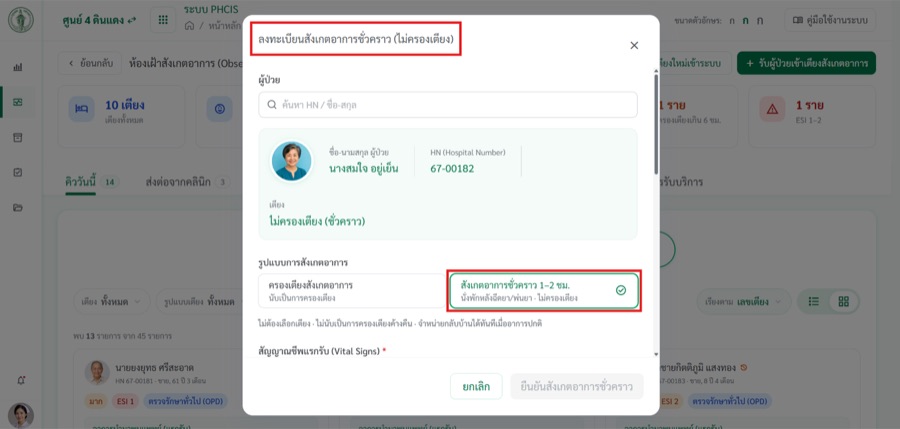 ศูนย์ 4 ดินแดง
ระบบ PHCIS
หน้าหลัก
ขนาดตัวอักษร: ก ก ก
คู่มือใช้งานระบบ
ลงทะเบียนสังเกตอาการชั่วคราว (ไม่ครองเตียง)
ย้อนกลับ
ห้องเฝ้าสังเกตอาการ
+ รับผู้ป่วยเข้าเตียงสังเกตอาการ
10 เตียง
เตียงทั้งหมด
1 ราย
ESI 1-2
ผู้ป่วย
ค้นหา HN / ชื่อ-สกุล
ชื่อ-นามสกุล ผู้ป่วย
นางสมใจ อยู่เย็น
HN (Hospital Number)
67-00182
เตียง
ไม่ครองเตียง (ชั่วคราว)
คิววันนี้ 14
ส่งต่อจากคลินิก 3
รูปแบบการสังเกตอาการ
ครองเตียงสังเกตอาการ
นับเป็นการครองเตียง
สังเกตอาการชั่วคราว 1–2 ชม.
นั่งพักหลังฉีดยา/พ่นยา · ไม่ครองเตียง
ไม่ต้องเลือกเตียง · ไม่นับเป็นการครองเตียงค้างคืน · จำหน่ายกลับบ้านได้ทันทีเมื่ออาการปกติ
เตียง ทั้งหมด
รูปแบบเตียง ทั้งหมด
เรียงตาม เลขเตียง
พบ 13 รายการ จาก 45 รายการ
สัญญาณชีพแรกรับ (Vital Signs) *
นายยงยุทธ ศรีสะอาด
HN 67-00181 · ชาย, 61 ปี 3 เดือน
มาก
ESI 1
ตรวจรักษาทั่วไป (OPD)
ชายกิตติภูมิ แสงทอง
ชาย, 8 ปี 4 เดือน
ESI 2
ตรวจรักษาทั่วไป (OPD)
ยกเลิก
ยืนยันสังเกตอาการชั่วคราว